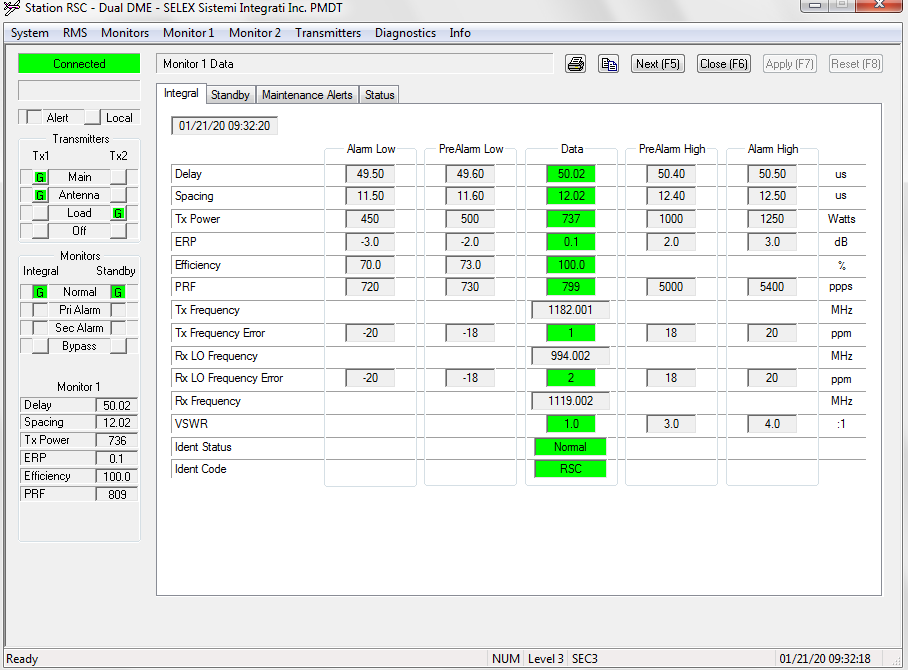 Station RSC - Dual DME - SELEX Sistemi Integrati Inc. PMDT
System RMS Monitors Monitor 1 Monitor 2 Transmitters Diagnostics Info
Connected
Monitor 1 Data
Next (F5) Close (F6) Apply (F7) Reset (F8)
Integral Standby Maintenance Alerts Status
Alert Local
Transmitters
Tx1 Tx2
G Main
G Antenna
Load G
Off
Monitors
Integral Standby
G Normal G
Pri Alarm
Sec Alarm
Bypass
Monitor 1
Delay 50.02
Spacing 12.02
Tx Power 736
ERP 0.1
Efficiency 100.0
PRF 809
01/21/20 09:32:20
Alarm Low PreAlarm Low Data PreAlarm High Alarm High
Delay 49.50 49.60 50.02 50.40 50.50 us
Spacing 11.50 11.60 12.02 12.40 12.50 us
Tx Power 450 500 737 1000 1250 Watts
ERP -3.0 -2.0 0.1 2.0 3.0 dB
Efficiency 70.0 73.0 100.0 %
PRF 720 730 799 5000 5400 ppps
Tx Frequency 1182.001 MHz
Tx Frequency Error -20 -18 1 18 20 ppm
Rx LO Frequency 994.002 MHz
Rx LO Frequency Error -20 -18 2 18 20 ppm
Rx Frequency 1119.002 MHz
VSWR 1.0 3.0 4.0 :1
Ident Status Normal
Ident Code RSC
Ready NUM Level 3 SEC3 01/21/20 09:32:18